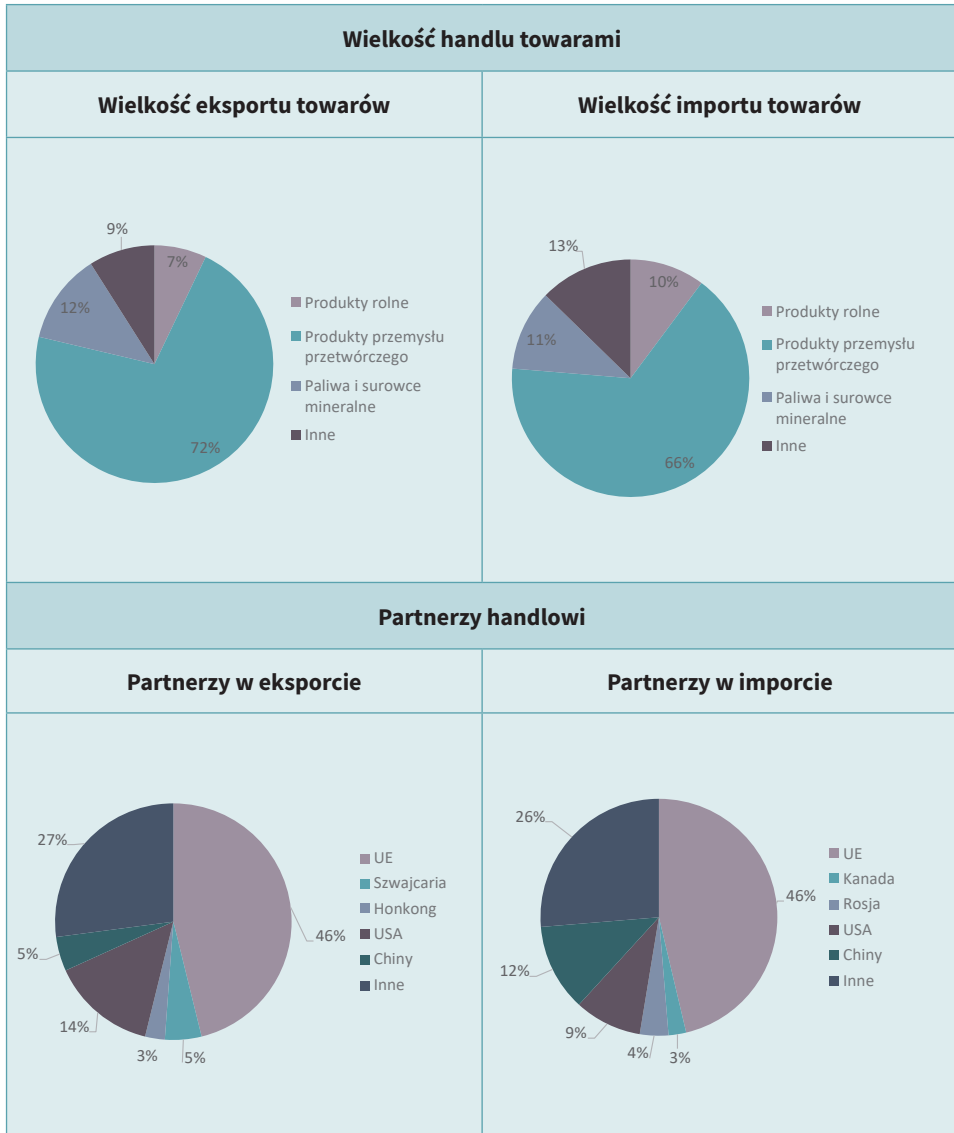 Wielkość handlu towarami
Wielkość eksportu towarów
Wielkość importu towarów
9%
7%
12%
72%
Produkty rolne
Produkty przemysłu
przetwórczego
Paliwa i surowce
mineralne
Inne
13%
10%
11%
66%
Produkty rolne
Produkty przemysłu
przetwórczego
Paliwa i surowce
mineralne
Inne
Partnerzy handlowi
Partnerzy w eksporcie
Partnerzy w imporcie
27%
46%
5%
14%
3%
5%
UE
Szwajcaria
Honkong
USA
Chiny
Inne
26%
46%
12%
9%
4%
3%
UE
Kanada
Rosja
USA
Chiny
Inne